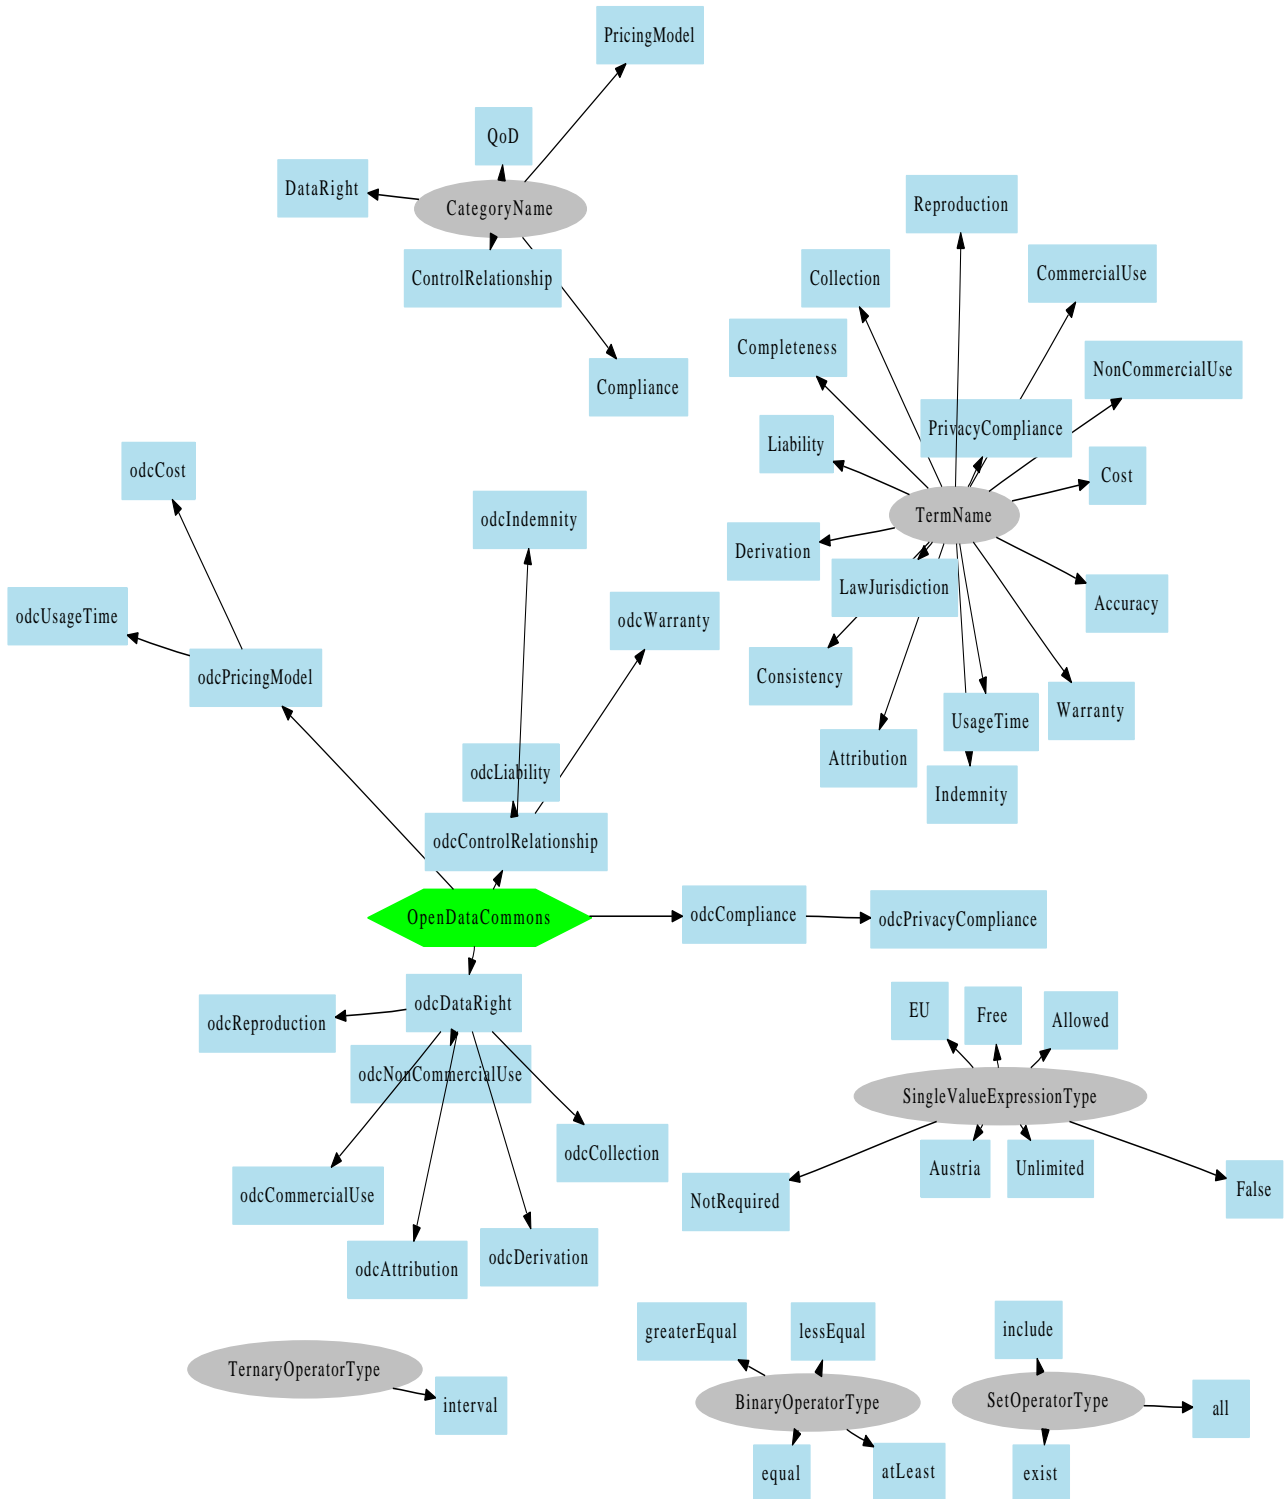 PricingModel
QoD
DataRight
CategoryName
Reproduction
ControlRelationship
Collection
CommercialUse
Completeness
NonCommercialUse
Compliance
PrivacyCompliance
Liability
odcCost
Cost
TermName
odcIndemnity
Derivation
LawJurisdiction
Accuracy
odcUsageTime
odcWarranty
odcPricingModel
Consistency
Warranty
UsageTime
Attribution
odcLiability
Indemnity
odcControlRelationship
OpenDataCommons
odcCompliance
odcPrivacyCompliance
odcDataRight
EU
Free
Allowed
odcReproduction
odcNonCommercialUse
SingleValueExpressionType
odcCollection
Austria
Unlimited
False
odcCommercialUse
NotRequired
odcDerivation
odcAttribution
include
greaterEqual
lessEqual
TernaryOperatorType
interval
BinaryOperatorType
SetOperatorType
all
equal
atLeast
exist